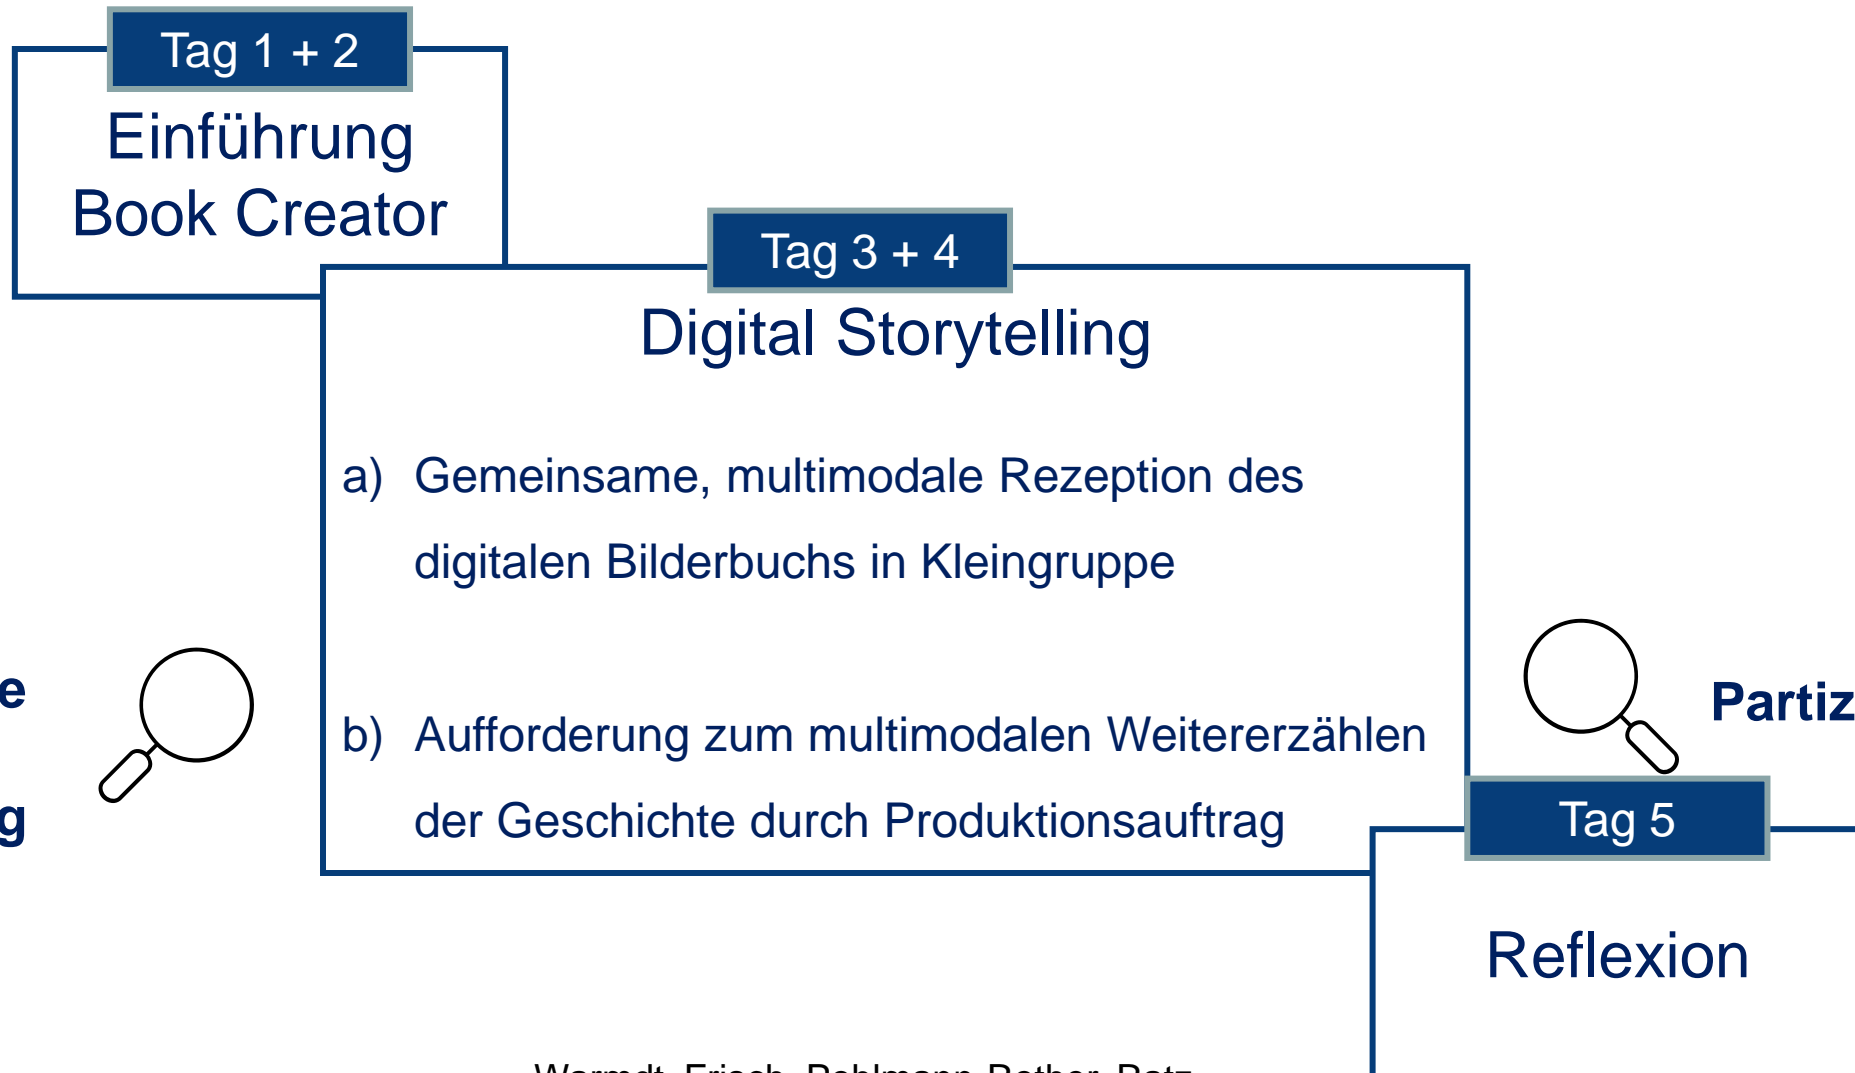 Tag 1 + 2
Einführung
Book Creator
Tag 3 + 4
Digital Storytelling
a) Gemeinsame, multimodale Rezeption des
digitalen Bilderbuchs in Kleingruppe
b) Aufforderung zum multimodalen Weitererzählen
der Geschichte durch Produktionsauftrag
Tag 5
Reflexion